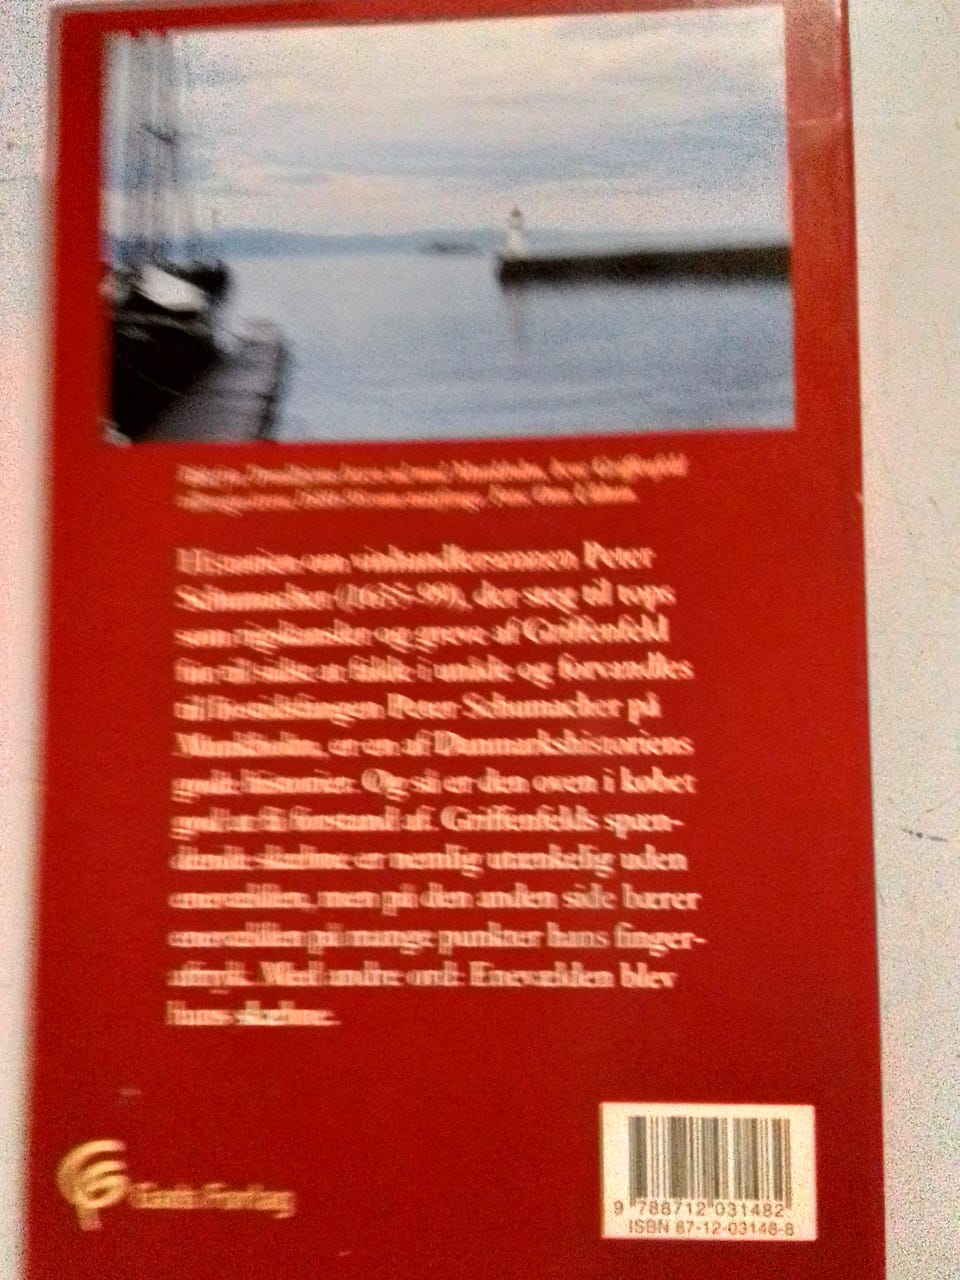 Historien om vinhandlersønnen Peter
Schumacher (1635-99), der steg til tops
som rigskansler og greve af Griffenfeld
for til sidst at falde i unåde og forvandles
til livstidsfangen Peter Schumacher på
Munkholm, er en af Danmarkshistoriens
gode historier. Og så er den oven i købet
god at få forstand af. Griffenfelds spæn-
dende skæbne er nemlig utænkelig uden
enevælden, men på den anden side bærer
enevælden på mange punkter hans finger-
aftryk. Med andre ord: Enevælden blev
hans skæbne.
Gads Forlag
9 788712 031482
ISBN 87-12-03148-8